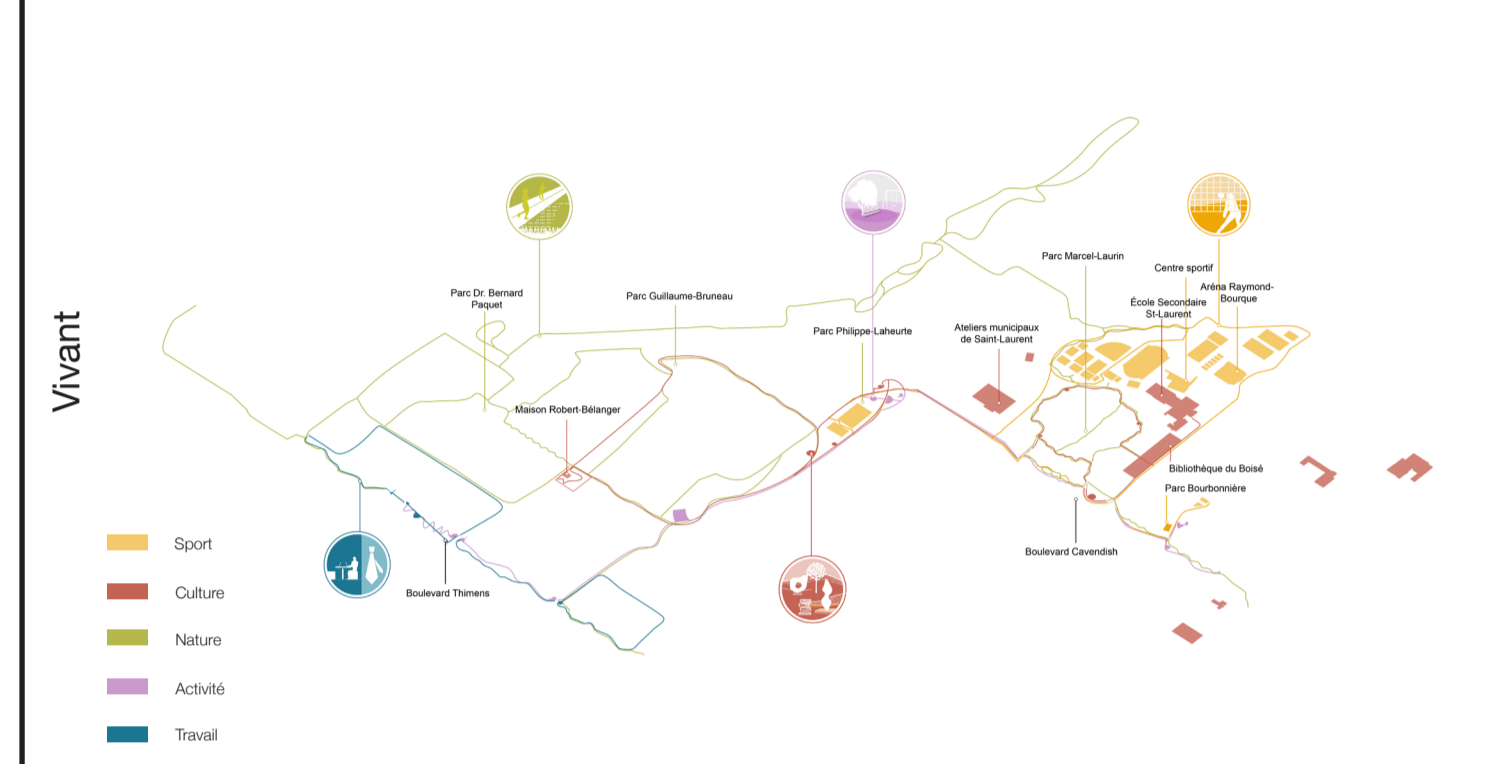 Vivant
Parc Marcel-Laurin
Centre sportif
Aréna Raymond-
Bourque
Parc Dr. Bernard
Paquet
Parc Guillaume-Bruneau
École Secondaire
St-Laurent
Parc Philippe-Laheurte
Ateliers municipaux
de Saint-Laurent
Maison Robert-Bélanger
Bibliothèque du Boisé
Parc Bourbonnière
Boulevard Cavendish
Boulevard Thimens
Sport
Culture
Nature
Activité
Travail